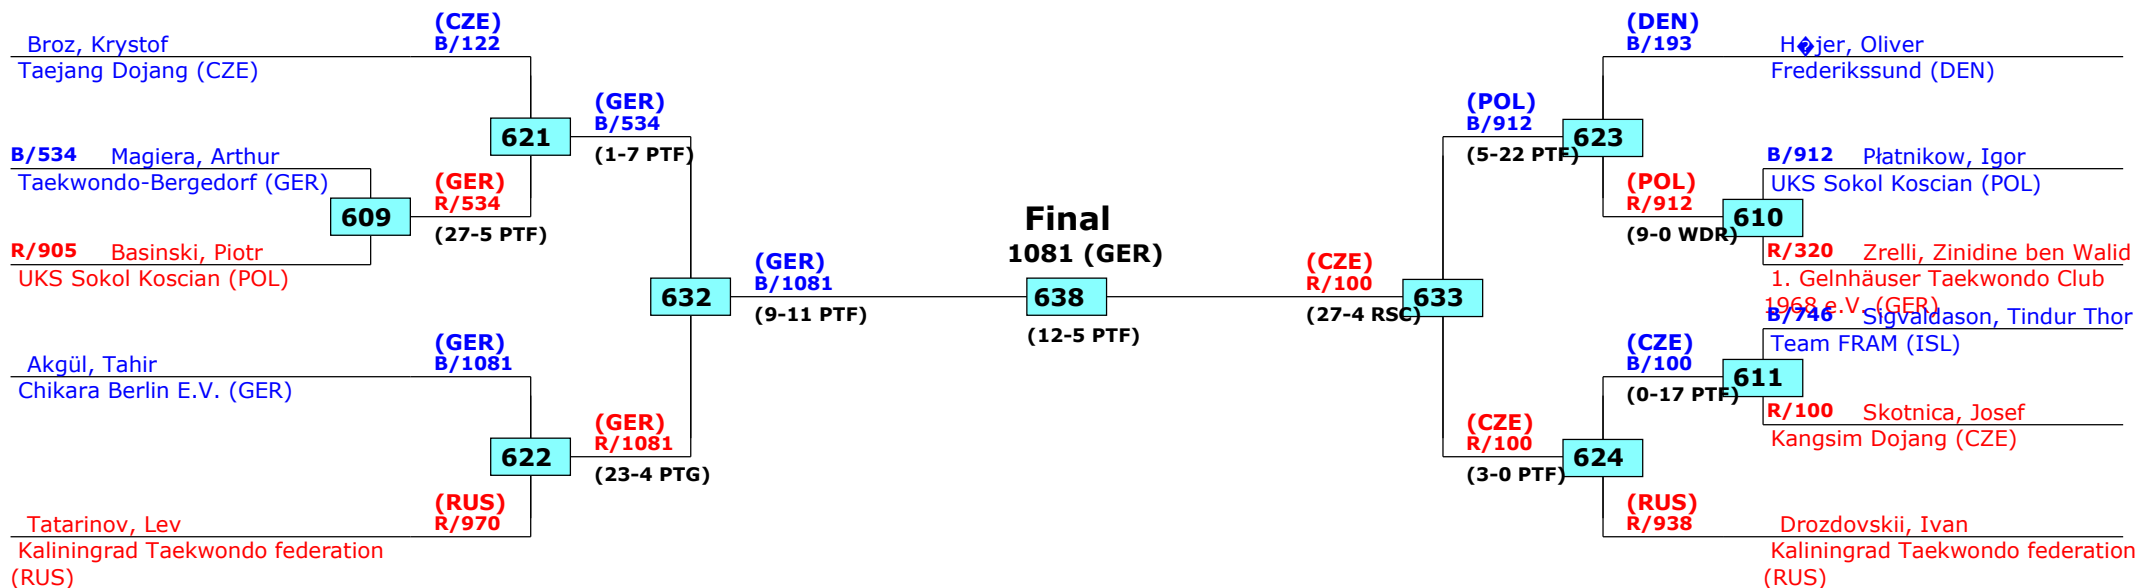 (CZE)
B/122
Broz, Krystof
Taejang Dojang (CZE)
621
(GER)
B/534
(1-7 PTF)
B/534 Magiera, Arthur
Taekwondo-Bergedorf (GER)
609
(GER)
R/534
(27-5 PTF)
R/905 Basinski, Piotr
UKS Sokol Koscian (POL)
632
(GER)
B/1081
(9-11 PTF)
(GER)
B/1081
Akgül, Tahir
Chikara Berlin E.V. (GER)
622
(GER)
R/1081
(23-4 PTG)
(RUS)
R/970
Tatarinov, Lev
Kaliningrad Taekwondo federation
(RUS)
Final
1081 (GER)
638
(12-5 PTF)
(CZE)
R/100
(27-4 RSC)
633
(POL)
B/912
(5-22 PTF)
623
(DEN)
B/193
H�jer, Oliver
Frederikssund (DEN)
(POL)
R/912
(9-0 WDR)
610
B/912 Płatnikow, Igor
UKS Sokol Koscian (POL)
R/320 Zrelli, Zinidine ben Walid
1. Gelnhäuser Taekwondo Club
1968 e.V. (GER)
B/746 Sigvaldason, Tindur Thor
Team FRAM (ISL)
(CZE)
B/100
(0-17 PTF)
611
R/100 Skotnica, Josef
Kangsim Dojang (CZE)
(CZE)
R/100
(3-0 PTF)
624
(RUS)
R/938
Drozdovskii, Ivan
Kaliningrad Taekwondo federation
(RUS)